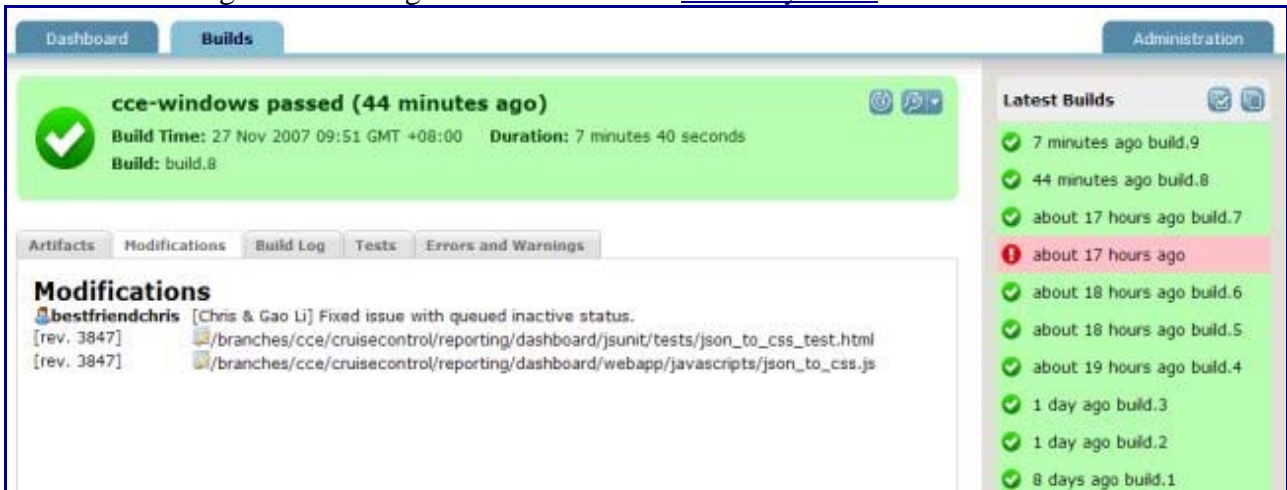 Dashboard
Builds
Administration
cce-windows passed (44 minutes ago)
Build Time: 27 Nov 2007 09:51 GMT +08:00 Duration: 7 minutes 40 seconds
Build: build.8
Artifacts Modifications Build Log Tests Errors and Warnings
Modifications
bestfriendchris [Chris & Gao Li] Fixed issue with queued inactive status.
[rev. 3847] /branches/cce/cruisecontrol/reporting/dashboard/jsunit/tests/json_to_css_test.html
[rev. 3847] /branches/cce/cruisecontrol/reporting/dashboard/webapp/javascripts/json_to_css.js
Latest Builds
7 minutes ago build.9
44 minutes ago build.8
about 17 hours ago build.7
about 17 hours ago
about 18 hours ago build.6
about 18 hours ago build.5
about 19 hours ago build.4
1 day ago build.3
1 day ago build.2
8 days ago build.1